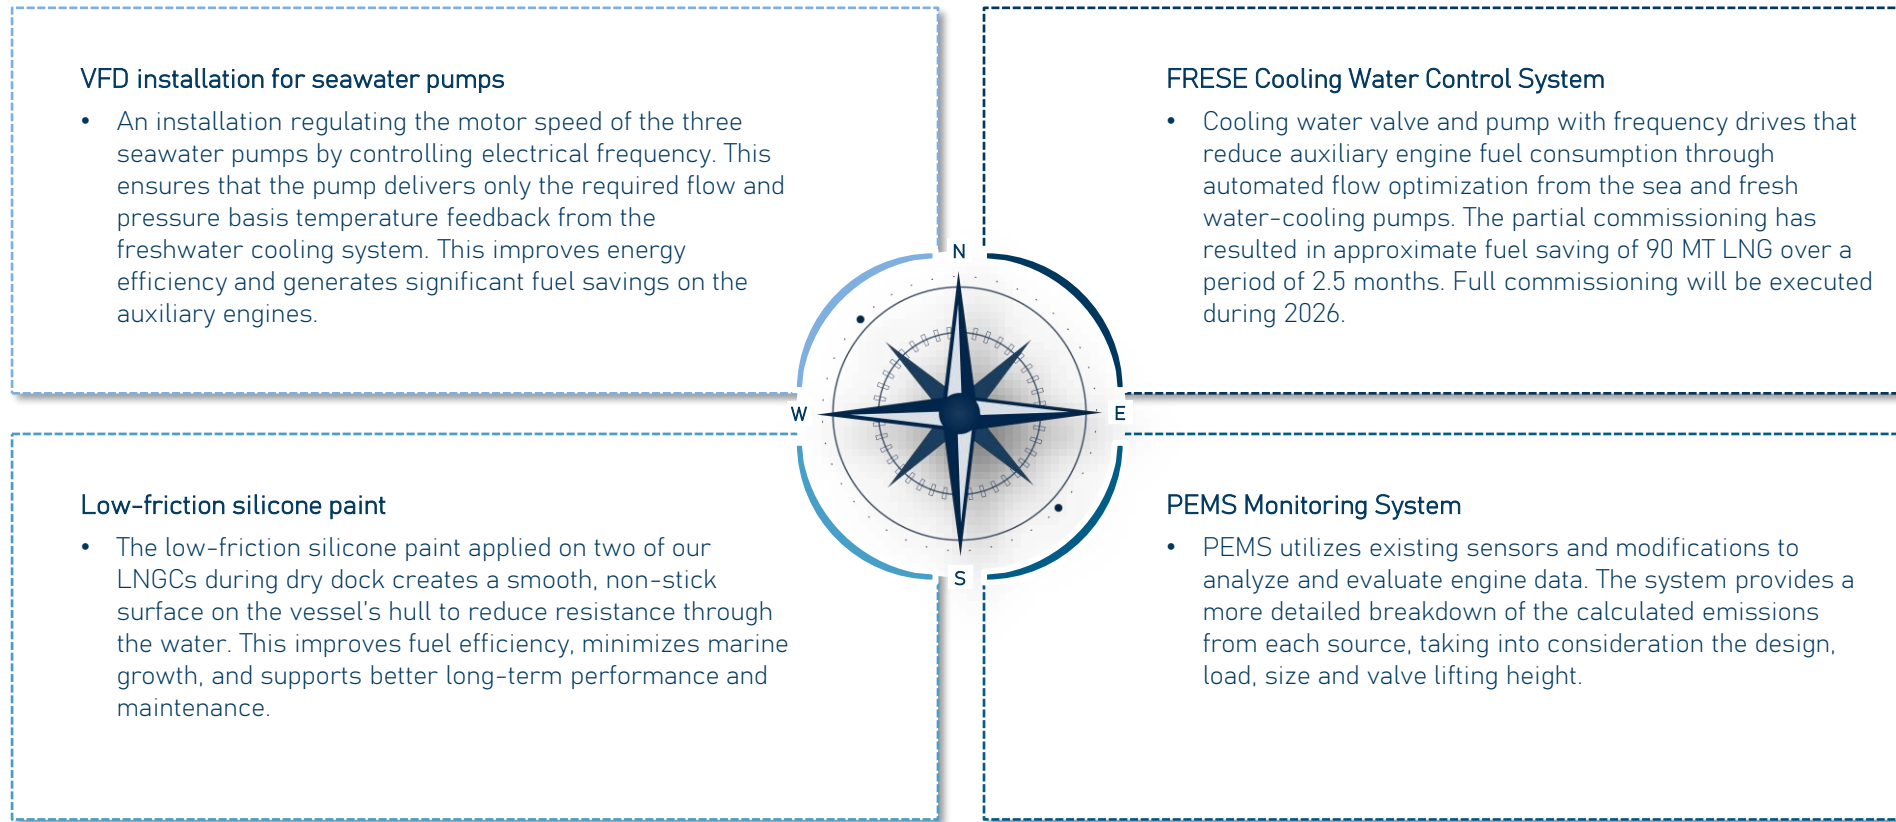 VFD installation for seawater pumps
• An installation regulating the motor speed of the three
seawater pumps by controlling electrical frequency. This
ensures that the pump delivers only the required flow and
pressure basis temperature feedback from the
freshwater cooling system. This improves energy
efficiency and generates significant fuel savings on the
auxiliary engines.
FRESE Cooling Water Control System
• Cooling water valve and pump with frequency drives that
reduce auxiliary engine fuel consumption through
automated flow optimization from the sea and fresh
water-cooling pumps. The partial commissioning has
resulted in approximate fuel saving of 90 MT LNG over a
period of 2.5 months. Full commissioning will be executed
during 2026.
N
W
E
S
Low-friction silicone paint
• The low-friction silicone paint applied on two of our
LNGCs during dry dock creates a smooth, non-stick
surface on the vessel's hull to reduce resistance through
the water. This improves fuel efficiency, minimizes marine
growth, and supports better long-term performance and
maintenance.
PEMS Monitoring System
• PEMS utilizes existing sensors and modifications to
analyze and evaluate engine data. The system provides a
more detailed breakdown of the calculated emissions
from each source, taking into consideration the design,
load, size and valve lifting height.